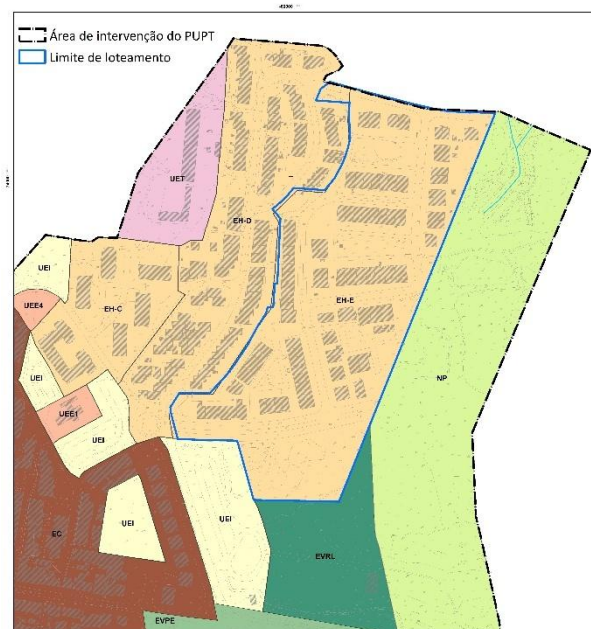 Área de intervenção do PUPT
Limite de loteamento
UET
EH-D
UEI
UEE4
EH-C
EH-E
UEI
NP
UEE1
UEI
UEI
UEI
EC
EVRL
EVPE